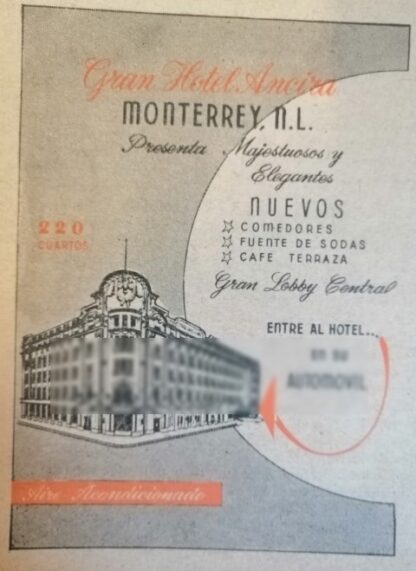 Gran Hotel Ancira
MONTERREY, N.L.
Presenta Majestuosos y
Elegantes
NUEVOS
COMEDORES
FUENTE DE SODAS
CAFE TERRAZA
Gran Lobby Central
220
CUARTOS
ENTRE AL HOTEL...
Aire Acondicionado